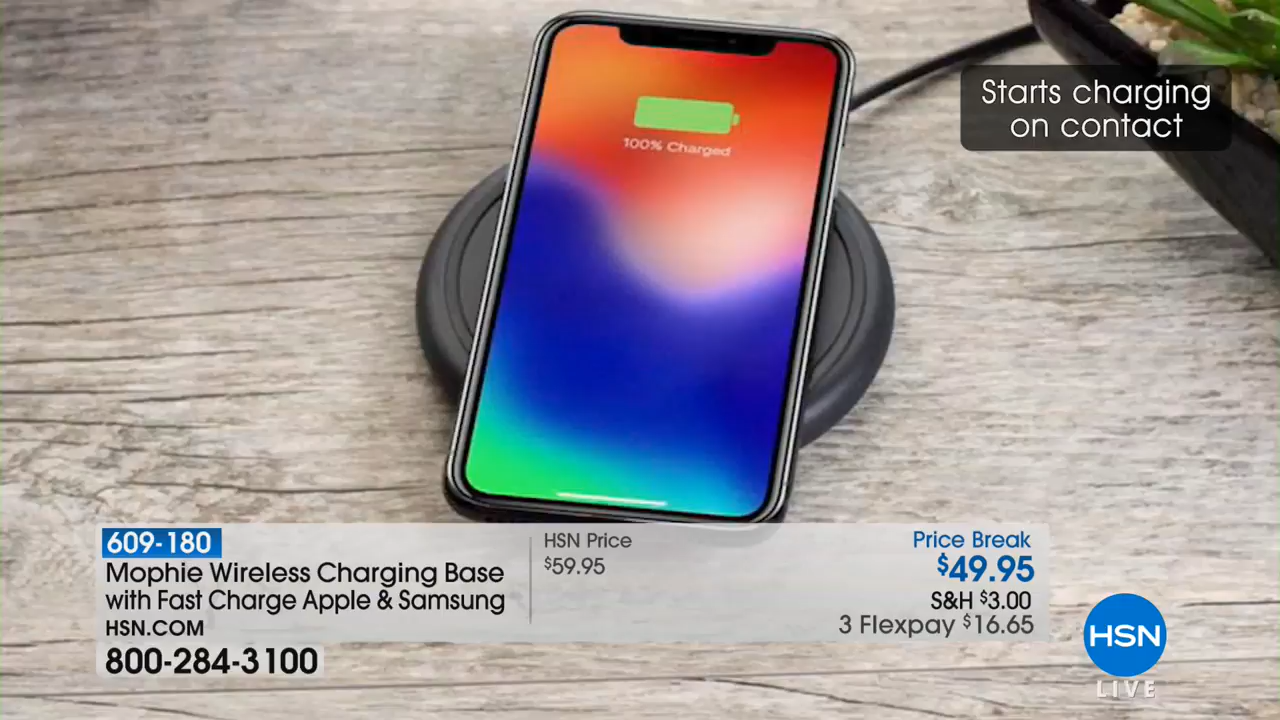 Starts charging
on contact
100% Charged
609-180
Mophie Wireless Charging Base
with Fast Charge Apple & Samsung
HSN.COM
800-284-3100
HSN Price
$59.95
Price Break
$49.95
S&H $3.00
3 Flexpay $16.65
HSN
LIVE